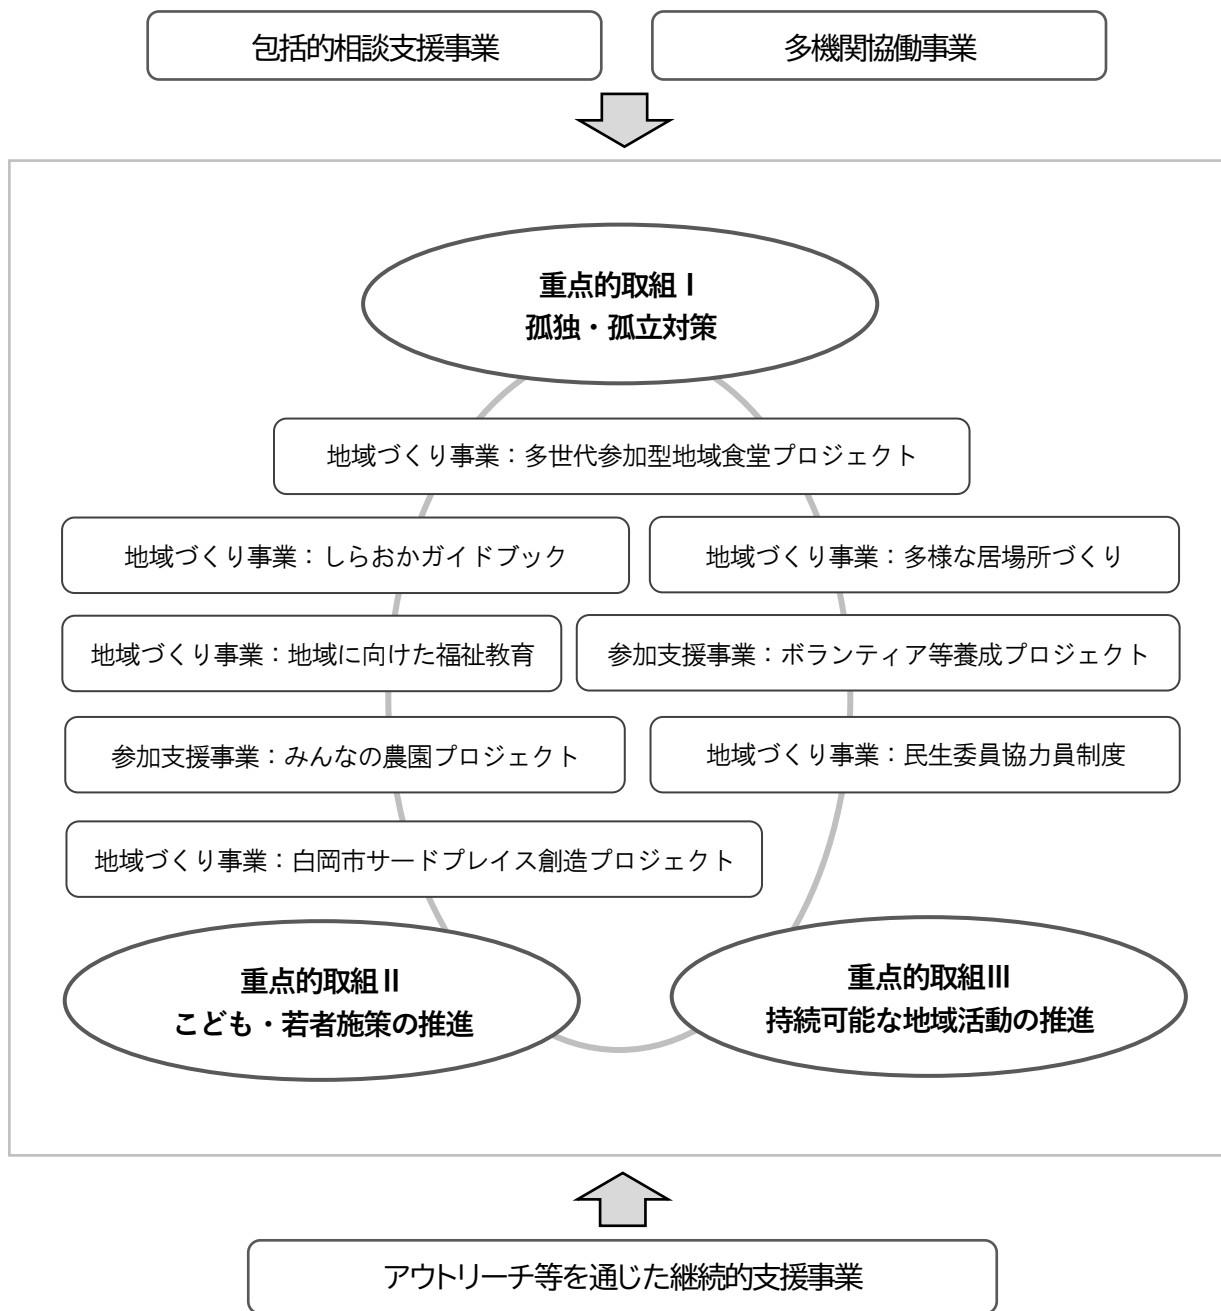 包括的相談支援事業
多機関協働事業
重点的取組Ⅰ
孤独・孤立対策
地域づくり事業：多世代参加型地域食堂プロジェクト
地域づくり事業：しらおかガイドブック
地域づくり事業：多様な居場所づくり
地域づくり事業：地域に向けた福祉教育
参加支援事業：ボランティア等養成プロジェクト
参加支援事業：みんなの農園プロジェクト
地域づくり事業：民生委員協力員制度
地域づくり事業：白岡市サードプレイス創造プロジェクト
重点的取組Ⅱ
こども・若者施策の推進
重点的取組Ⅲ
持続可能な地域活動の推進
アウトリーチ等を通じた継続的支援事業